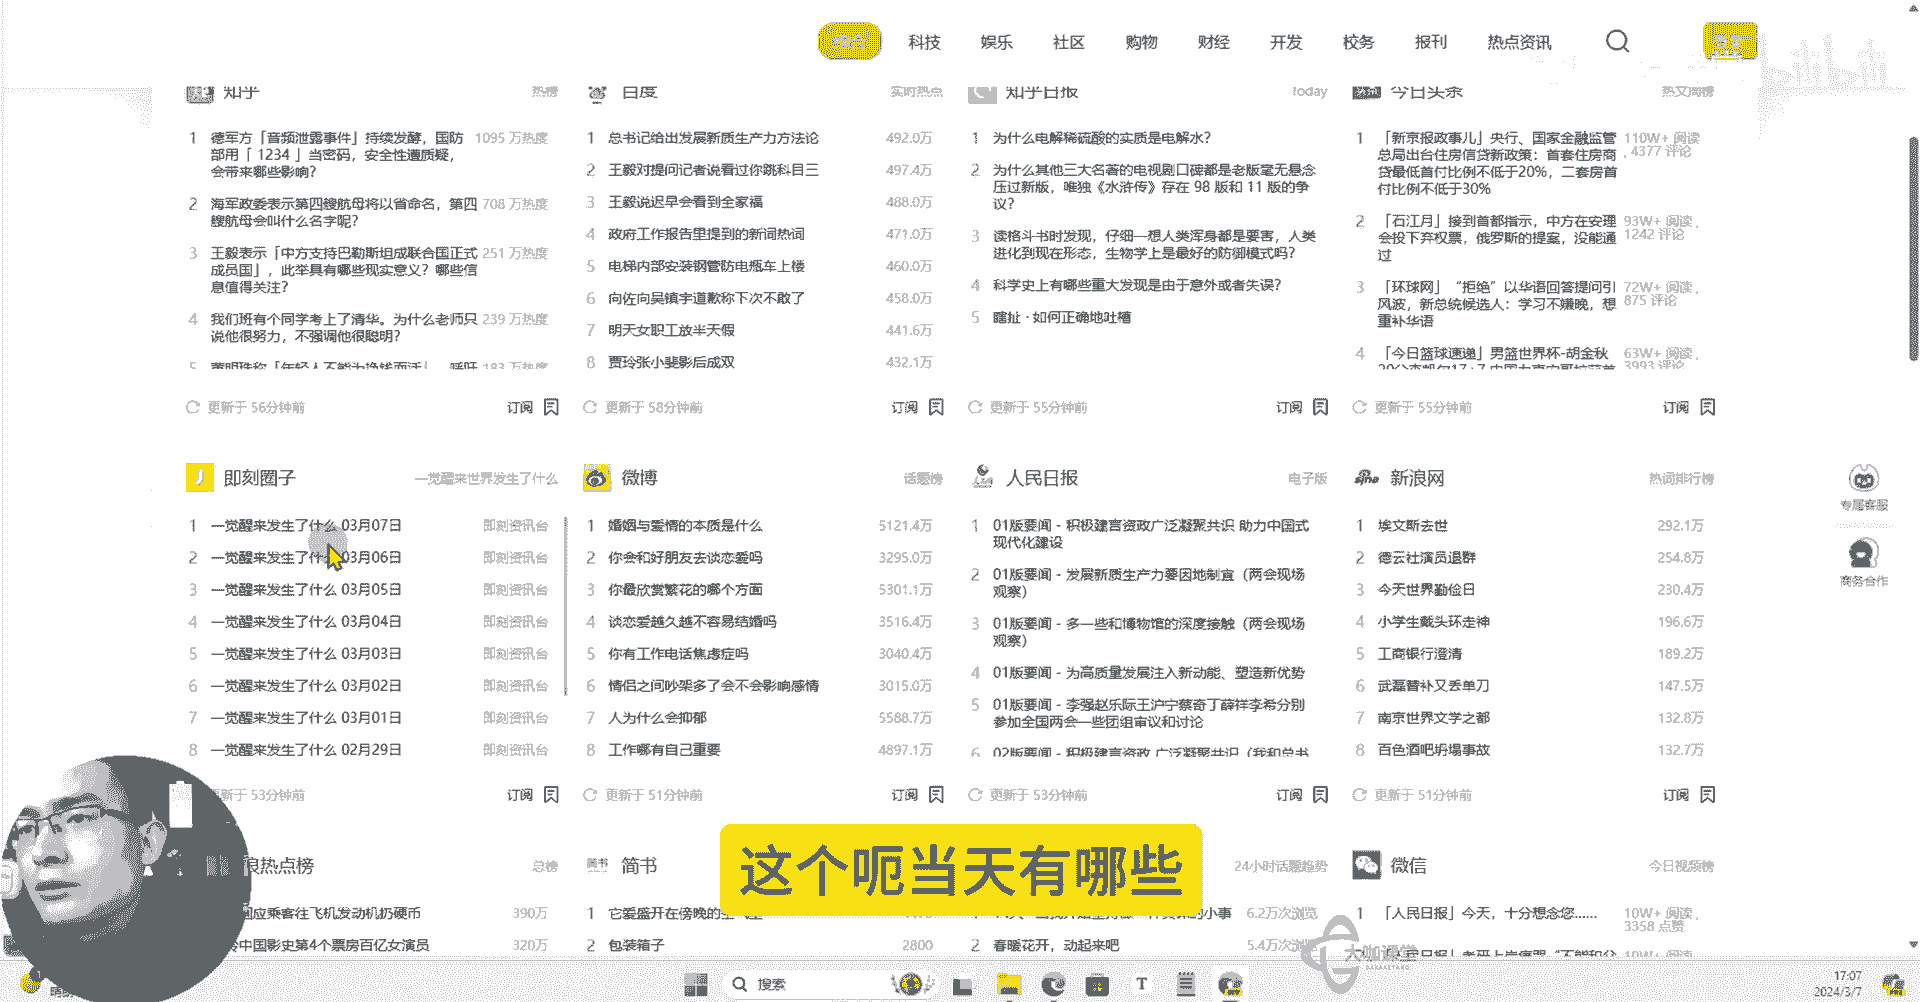 综合 科技 娱乐 社区 购物 财经 开发 校务 报刊 热点资讯
bilibili
知乎 热榜
1 德军方「音频泄露事件」持续发酵，国防 1095 万热度
部用「 1234 」当密码，安全性遭质疑，
会带来哪些影响？
2 海军政委表示第四艘航母将以省命名，第四 708 万热度
艘航母会叫什么名字呢？
3 王毅表示「中方支持巴勒斯坦成联合国正式 251 万热度
成员国」，此举具有哪些现实意义？哪些信
息值得关注？
4 我们班有个同学考上了清华。为什么老师只 239 万热度
说他很努力，不强调他很聪明？
更新于 56分钟前 订阅
百度 实时热点
1 总书记给出发展新质生产力方法论 492.0万
2 王毅对提问记者说看过你跳科目三 497.4万
3 王毅说迟早会看到全家福 488.0万
4 政府工作报告里提到的新词热词 471.0万
5 电梯内部安装钢管防电瓶车上楼 460.0万
6 向佐向吴镇宇道歉称下次不敢了 458.0万
7 明天女职工放半天假 441.6万
8 贾玲张小斐影后成双 432.1万
更新于 58分钟前 订阅
知乎日报 Today
1 为什么电解稀硫酸的实质是电解水？
2 为什么其他三大名著的电视剧口碑都是老版毫无悬念
压过新版，唯独《水浒传》存在 98 版和 11 版的争
议？
3 读格斗书时发现，仔细一想人类浑身都是要害，人类
进化到现在形态，生物学上是最好的防御模式吗？
4 科学史上有哪些重大发现是由于意外或者失误？
5 瞎扯 · 如何正确地吐槽
更新于 55分钟前 订阅
今日头条 热文周榜
1 「新京报政事儿」央行、国家金融监管 110W+ 阅读
总局出台住房信贷新政策：首套住房商 , 4377 评论
贷最低首付比例不低于20%，二套房首
付比例不低于30%
2 「石江月」接到首都指示，中方在安理 93W+ 阅读，
会投下弃权票，俄罗斯的提案，没能通 1242 评论
过
3 「环球网」“拒绝”以华语回答提问引 72W+ 阅读，
风波，新总统候选人：学习不嫌晚，想 875 评论
重补华语
4 「今日篮球速递」男篮世界杯-胡金秋 63W+ 阅读，
3993 评论
更新于 55分钟前 订阅
即刻圈子 一觉醒来世界发生了什么
1 一觉醒来发生了什么 03月07日 即刻资讯台
2 一觉醒来发生了什么 03月06日 即刻资讯台
3 一觉醒来发生了什么 03月05日 即刻资讯台
4 一觉醒来发生了什么 03月04日 即刻资讯台
5 一觉醒来发生了什么 03月03日 即刻资讯台
6 一觉醒来发生了什么 03月02日 即刻资讯台
7 一觉醒来发生了什么 03月01日 即刻资讯台
8 一觉醒来发生了什么 02月29日 即刻资讯台
更新于 53分钟前 订阅
微博 话题榜
1 婚姻与爱情的本质是什么 5121.4万
2 你会和好朋友去谈恋爱吗 3295.0万
3 你最欣赏繁花的哪个方面 5301.1万
4 谈恋爱越久越不容易结婚吗 3516.4万
5 你有工作电话焦虑症吗 3040.4万
6 情侣之间吵架多了会不会影响感情 3015.0万
7 人为什么会抑郁 5588.7万
8 工作哪有自己重要 4897.1万
更新于 51分钟前 订阅
人民日报 电子版
1 01版要闻 - 积极建言资政广泛凝聚共识 助力中国式
现代化建设
2 01版要闻 - 发展新质生产力要因地制宜（两会现场
观察）
3 01版要闻 - 多一些和博物馆的深度接触（两会现场
观察）
4 01版要闻 - 为高质量发展注入新动能、塑造新优势
5 01版要闻 - 李强赵乐际王沪宁蔡奇丁薛祥李希分别
参加全国两会一些团组审议和讨论
6 02版要闻 - 积极建言资政 广泛凝聚共识（我和总书
更新于 53分钟前 订阅
新浪网 热词排行榜
1 埃文斯去世 292.1万
2 德云社演员退群 254.8万
3 今天世界勤俭日 230.4万
4 小学生戴头环走神 196.6万
5 工商银行澄清 189.2万
6 武磊替补又丢单刀 147.5万
7 南京世界文学之都 132.8万
8 百色酒吧坍塌事故 132.7万
更新于 51分钟前 订阅
专属客服
商务合作
浪热点榜 总榜
应乘客往飞机发动机扔硬币 390万
中国影史第4个票房百亿女演员 320万
简书
1 它爱盛开在傍晚的
2 包装箱子 2800
24小时话题趋势
小事 6.2万次浏览
2 春暖花开，动起来吧 5.4万次浏
微信 今日视频榜
1 「人民日报」今天，十分想念您…… 10W+ 阅读，
3358 点赞
这个呃当天有哪些
大咖课堂
DAKAKETANG
搜索
17:07
2024/3/7